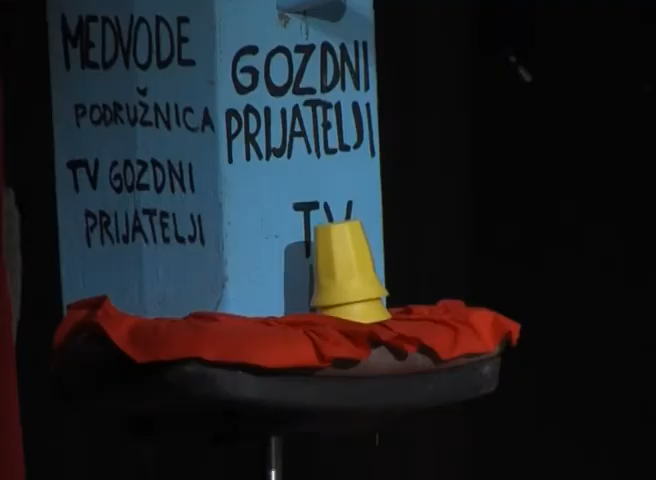 MEDVODE
PODRUŽNICA
TV GOZDNI
PRIJATELJI
GOZDNI
PRIJATELJI
TV